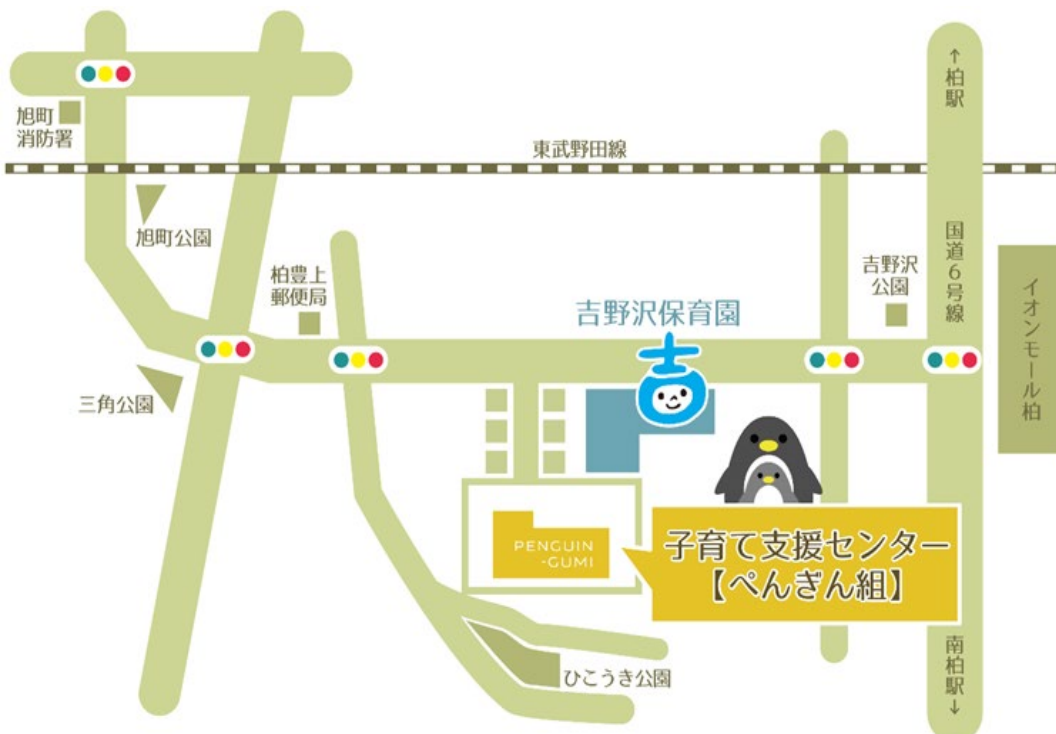 ↑柏駅
旭町
消防署
東武野田線
旭町公園
国道6号線
柏豊上
郵便局
吉野沢
公園
イオンモール柏
吉野沢保育園
吉
三角公園
PENGUIN
-GUMI
子育て支援センター
【ぺんぎん組】
ひこうき公園
南柏駅↓